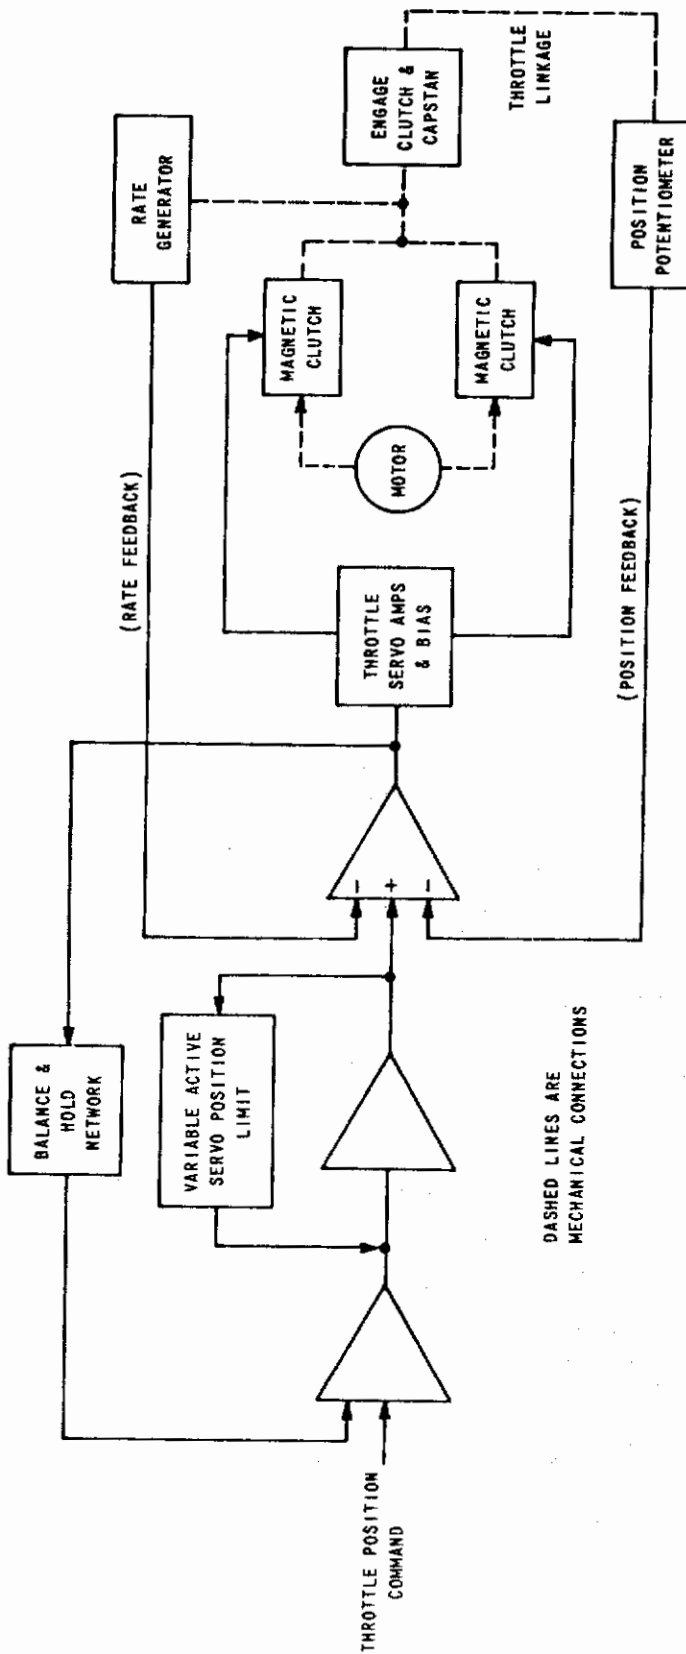 THROTTLE POSITION
COMMAND
BALANCE &
HOLD
NETWORK
VARIABLE ACTIVE
SERVO POSITION
LIMIT
(RATE FEEDBACK)
-
+
-
THROTTLE
SERVO AMPS
& BIAS
MOTOR
MAGNETIC
CLUTCH
MAGNETIC
CLUTCH
RATE
GENERATOR
ENGAGE
CLUTCH &
CAPSTAN
THROTTLE
LINKAGE
(POSITION FEEDBACK)
POSITION
POTENTIOMETER
DASHED LINES ARE
MECHANICAL CONNECTIONS